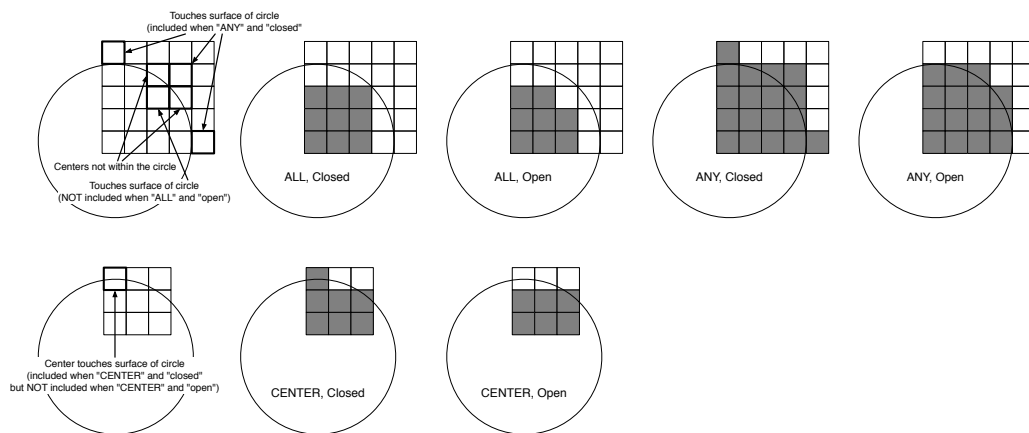 Touches surface of circle
(included when "ANY" and "closed"
Centers not within the circle
Touches surface of circle
(NOT included when "ALL" and "open")
ALL, Closed
ALL, Open
ANY, Closed
ANY, Open
Center touches surface of circle
(included when "CENTER" and "closed"
but NOT included when "CENTER" and "open")
CENTER, Closed
CENTER, Open